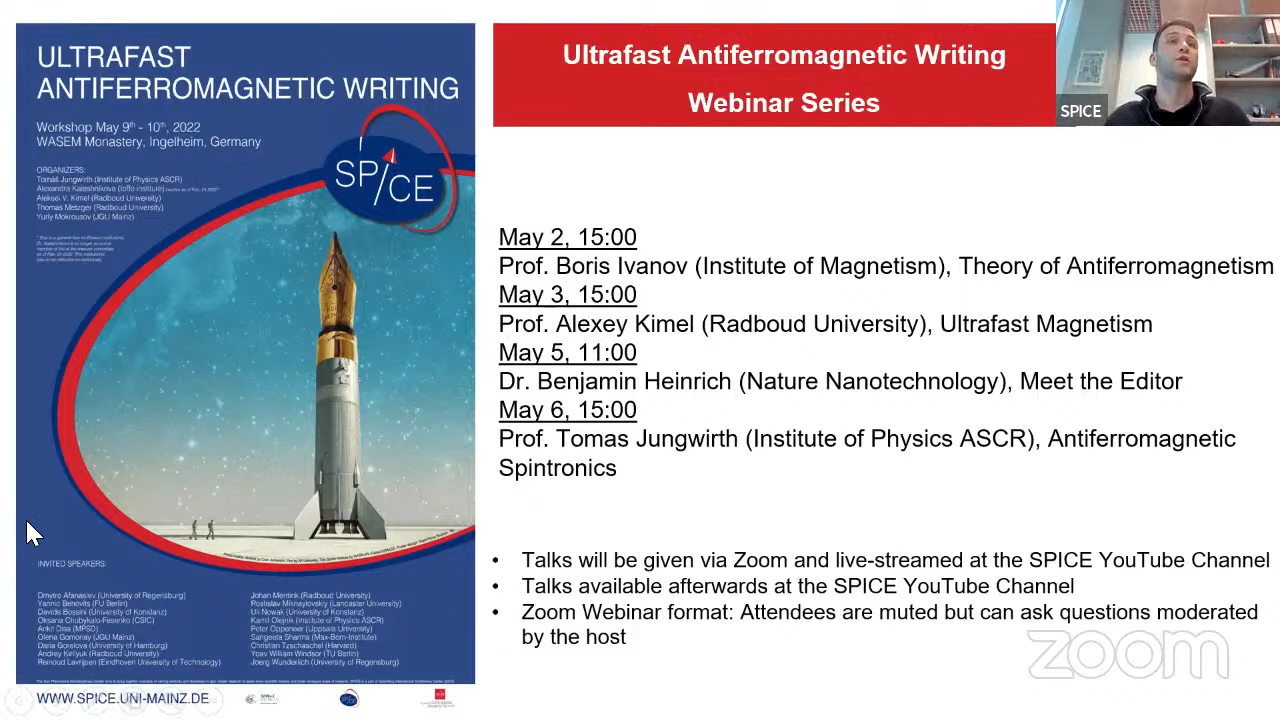 ULTRAFAST
ANTIFERROMAGNETIC WRITING
Workshop May 9th - 10th, 2022
WASEM Monastery, Ingelheim, Germany
ORGANIZERS:
Tomáš Jungwirth (Institute of Physics ASCR)
Alexandra Kalashnikova (Ioffe Institute)
Aleksei V. Kimel (Radboud University)
Thomas Metzger (Radboud University)
Yuriy Mokrousov (JGU Mainz)
SPICE
INVITED SPEAKERS:
Dmytro Afanasiev (University of Regensburg)
Yannic Behovits (FU Berlin)
Davide Bossini (University of Konstanz)
Oksana Chubykalo-Fesenko (CSIC)
Ankit Disa (MPSD)
Olena Gomonay (JGU Mainz)
Daria Gorelova (University of Hamburg)
Andrey Kirilyuk (Radboud University)
Reinoud Lavrijsen (Eindhoven University of Technology)
Johan Mentink (Radboud University)
Rostislav Mikhaylovskiy (Lancaster University)
Uli Nowak (University of Konstanz)
Kamil Olejnik (Institute of Physics ASCR)
Peter Oppeneer (Uppsala University)
Sangeeta Sharma (Max-Born-Institute)
Christian Tzschaschel (Harvard)
Yoav William Windsor (TU Berlin)
Joerg Wunderlich (University of Regensburg)
WWW.SPICE.UNI-MAINZ.DE
Ultrafast Antiferromagnetic Writing
Webinar Series
SPICE
May 2, 15:00
Prof. Boris Ivanov (Institute of Magnetism), Theory of Antiferromagnetism
May 3, 15:00
Prof. Alexey Kimel (Radboud University), Ultrafast Magnetism
May 5, 11:00
Dr. Benjamin Heinrich (Nature Nanotechnology), Meet the Editor
May 6, 15:00
Prof. Tomas Jungwirth (Institute of Physics ASCR), Antiferromagnetic
Spintronics
• Talks will be given via Zoom and live-streamed at the SPICE YouTube Channel
• Talks available afterwards at the SPICE YouTube Channel
• Zoom Webinar format: Attendees are muted but can ask questions moderated
by the host
zoom